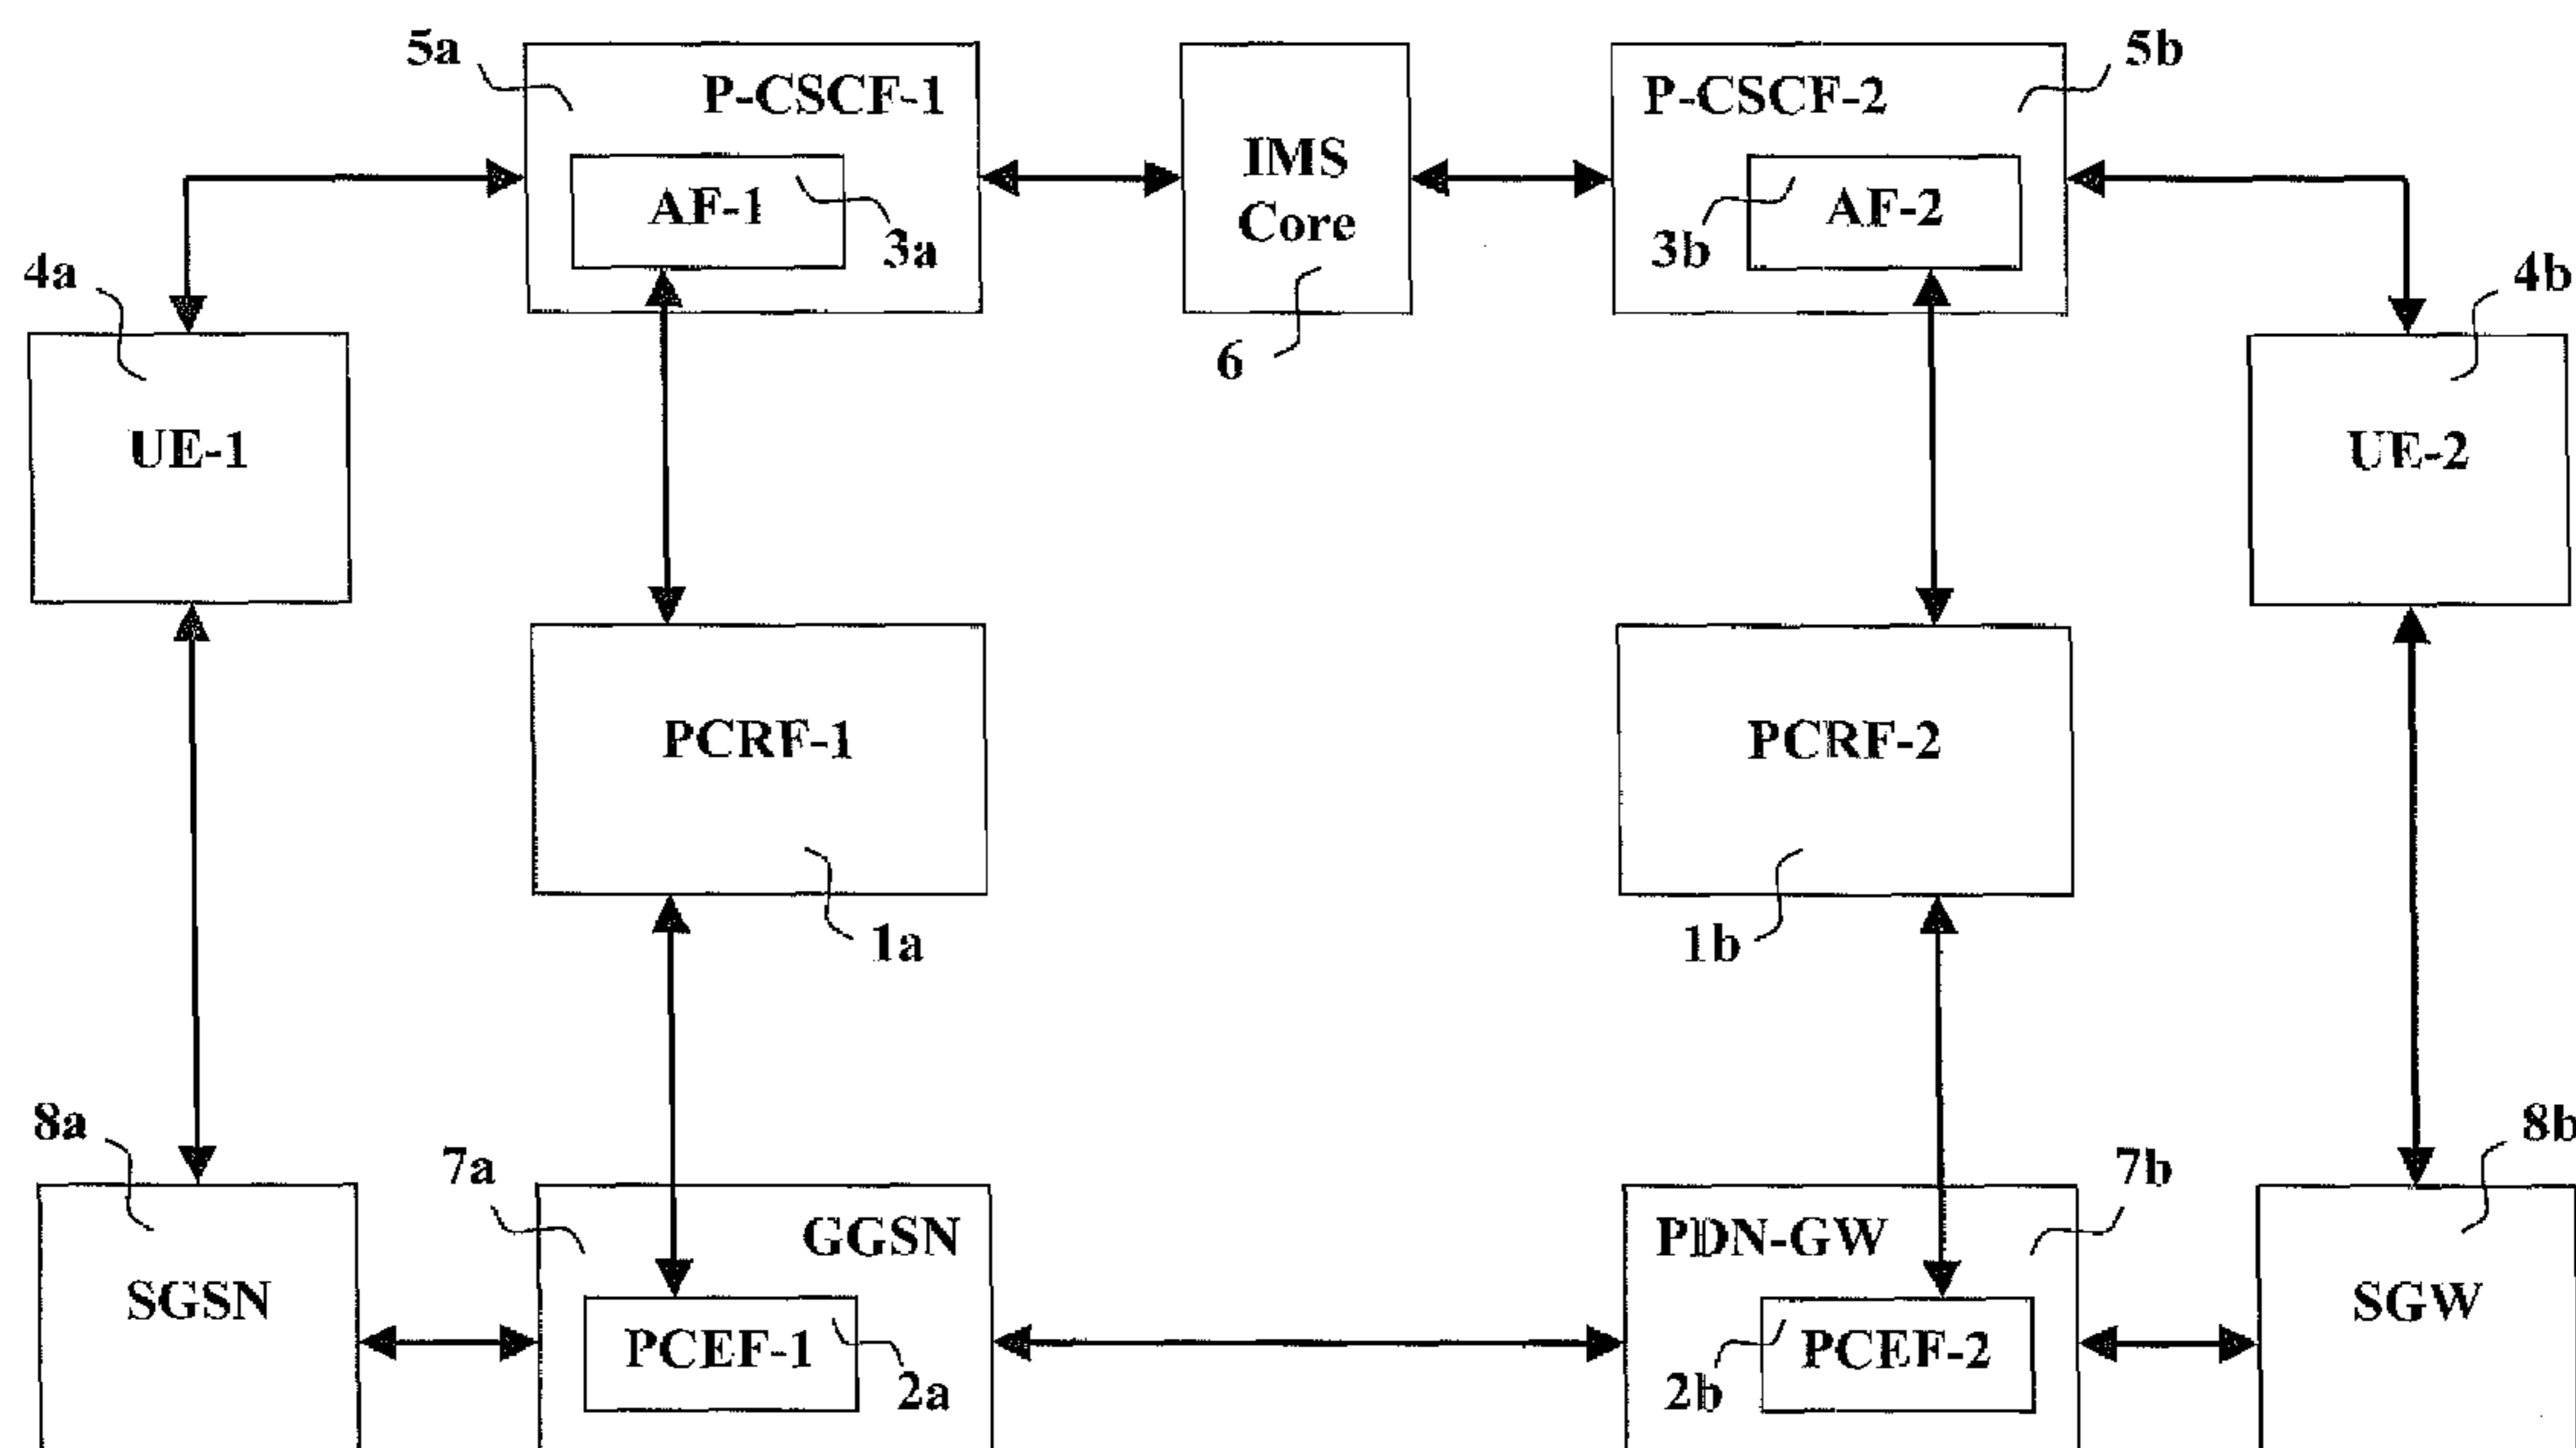 5a
P-CSCF-1
AF-1
3a
IMS
Core
6
P-CSCF-2
5b
AF-2
3b
4a
UE-1
4b
UE-2
PCRF-1
1a
PCRF-2
1b
8a
SGSN
7a
GGSN
PCEF-1
2a
PDN-GW
7b
PCEF-2
2b
8b
SGW